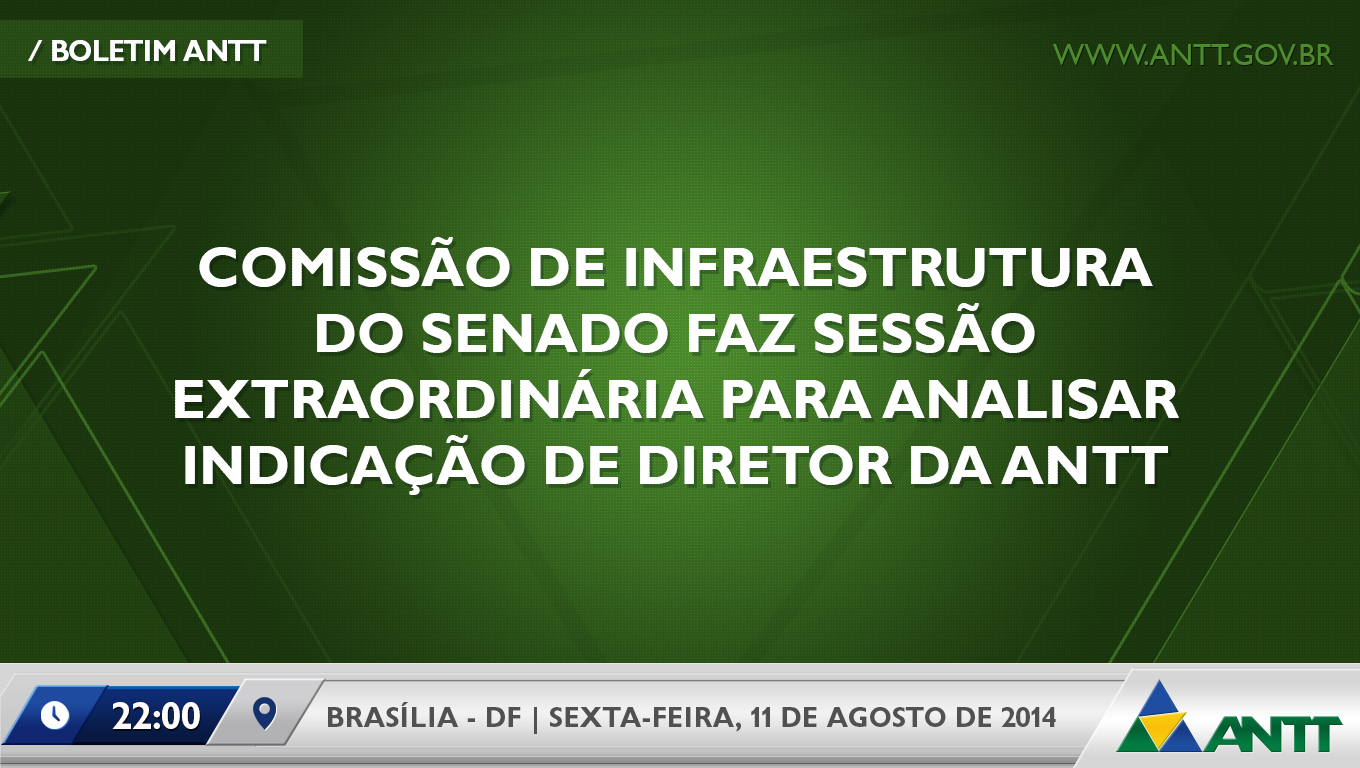 / BOLETIM ANTT
WWW.ANTT.GOV.BR
COMISSÃO DE INFRAESTRUTURA
DO SENADO FAZ SESSÃO
EXTRAORDINÁRIA PARA ANALISAR
INDICAÇÃO DE DIRETOR DA ANTT
22:00
BRASÍLIA - DF | SEXTA-FEIRA, 11 DE AGOSTO DE 2014
ANTT